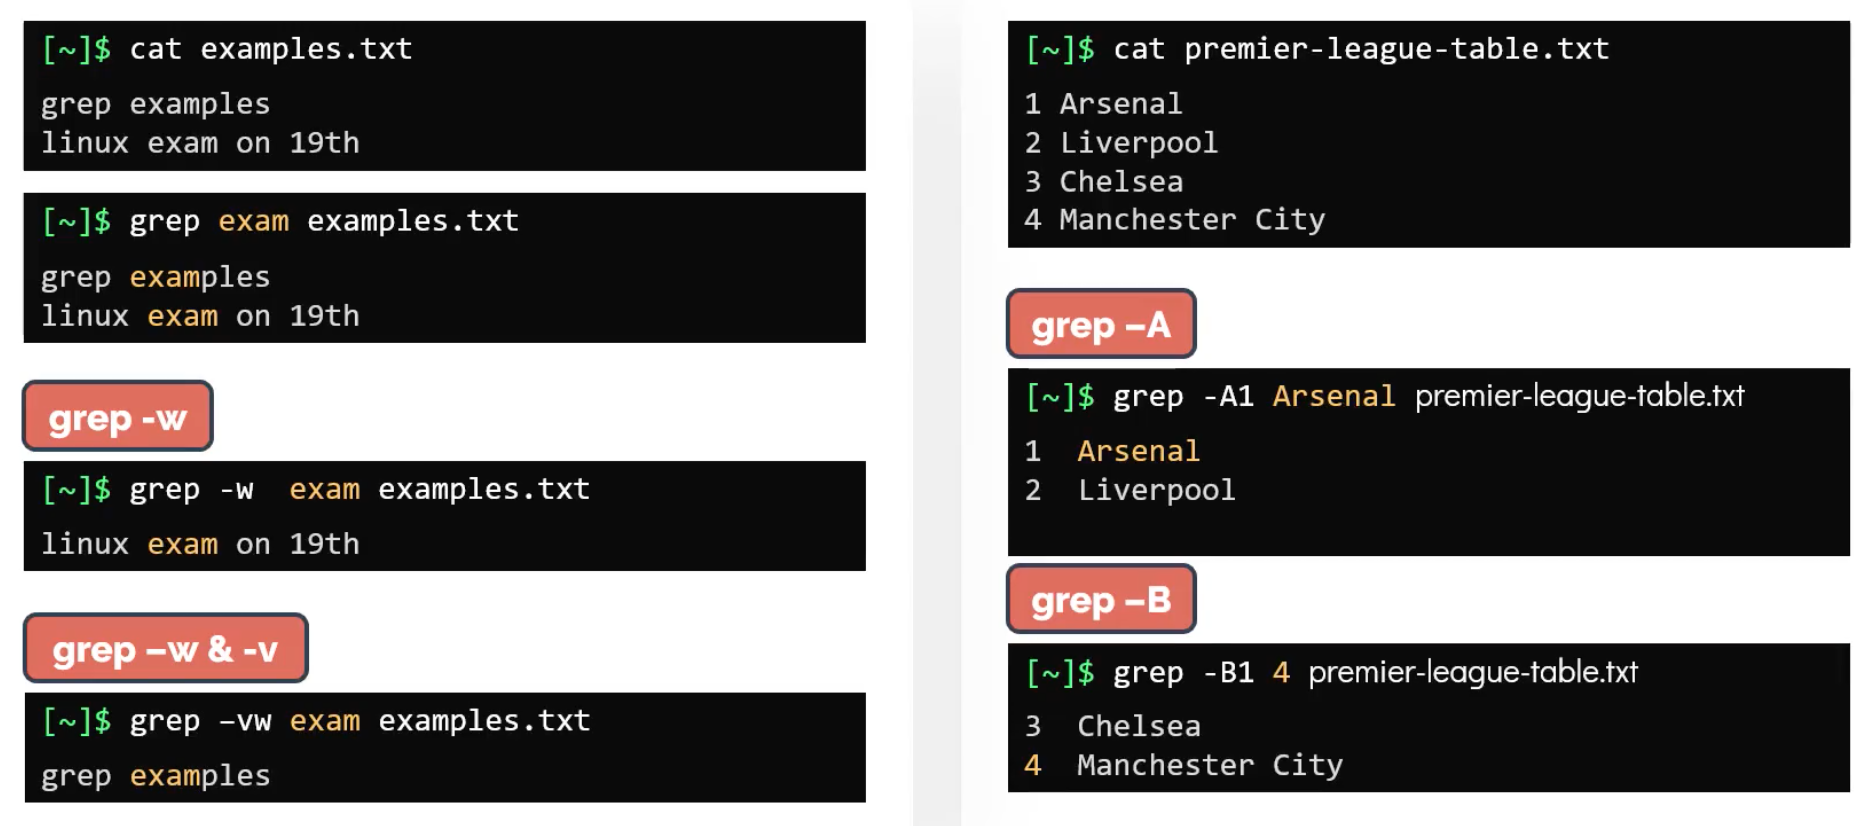 [~]$ cat examples.txt
grep examples
linux exam on 19th
[~]$ grep exam examples.txt
grep examples
linux exam on 19th
grep -w
[~]$ grep -w  exam examples.txt
linux exam on 19th
grep –w & -v
[~]$ grep –vw exam examples.txt
grep examples
[~]$ cat premier-league-table.txt
1 Arsenal
2 Liverpool
3 Chelsea
4 Manchester City
grep –A
[~]$ grep -A1 Arsenal premier-league-table.txt
1  Arsenal
2  Liverpool
grep –B
[~]$ grep -B1 4 premier-league-table.txt
3  Chelsea
4  Manchester City